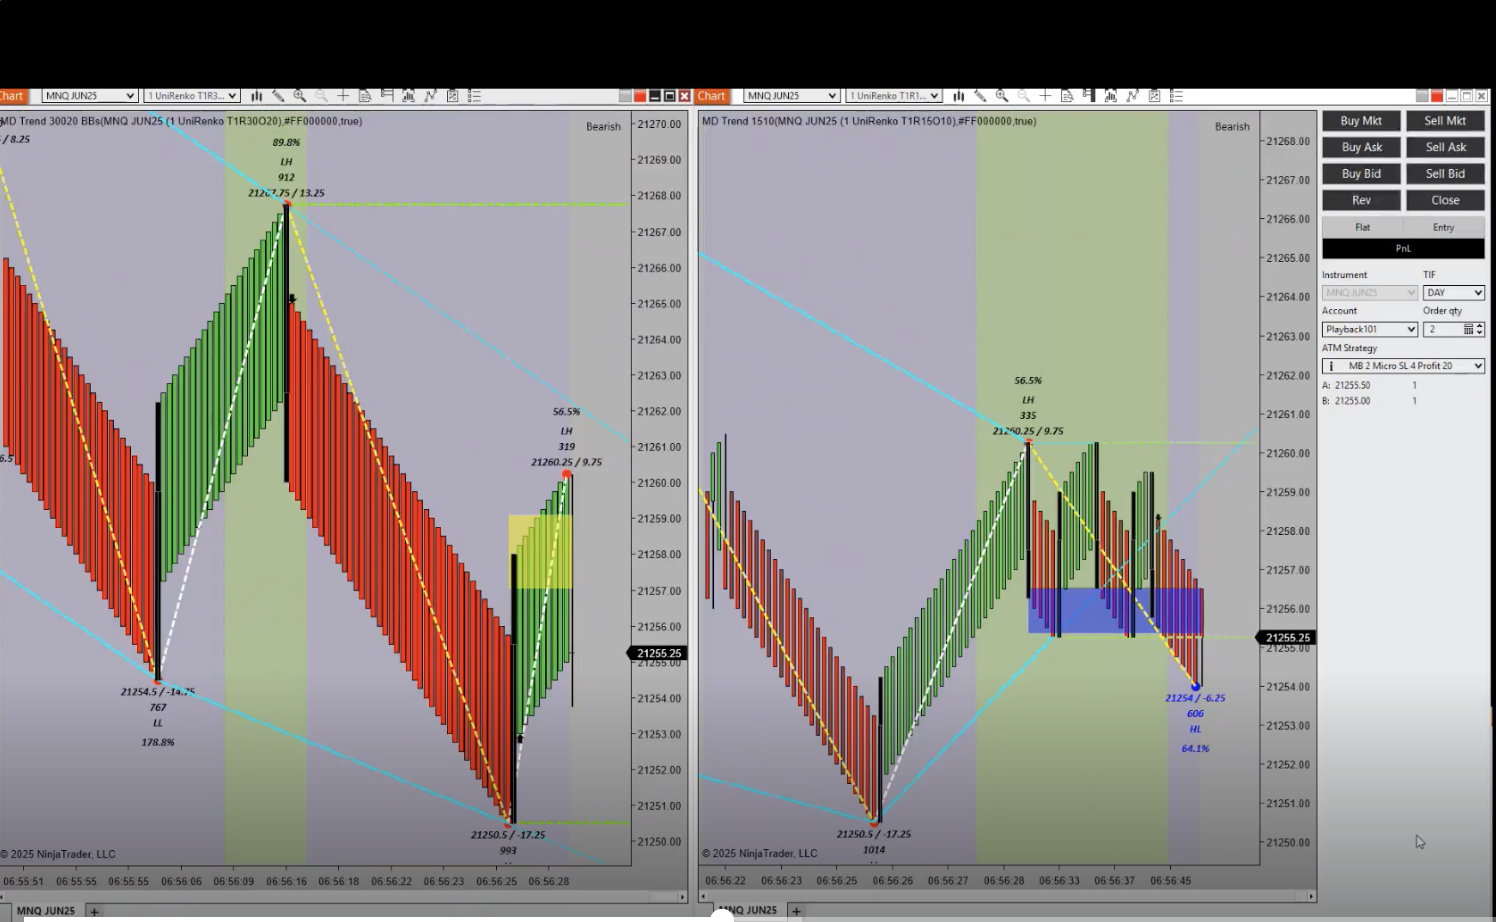 Chart
MNQ JUN25
1 UniRenko T1R3...
Chart
MNQ JUN25
1 UniRenko T1R1...
MD Trend 30020 BBs(MNQ JUN25 (1 UniRenko T1R30O20),#FF000000,true)
Bearish
/ 8.25
89.8%
LH
912
21267.75 / 13.25
56.5%
LH
319
21260.25 / 9.75
6.5
21254.5 / -14.75
767
LL
178.8%
21250.5 / -17.25
993
21270.00
21269.00
21268.00
21267.00
21266.00
21265.00
21264.00
21263.00
21262.00
21261.00
21260.00
21259.00
21258.00
21257.00
21256.00
21255.25
21255.00
21254.00
21253.00
21252.00
21251.00
21250.00
© 2025 NinjaTrader, LLC
06:55:51
06:55:55
06:55:55
06:56:06
06:56:09
06:56:16
06:56:18
06:56:22
06:56:23
06:56:25
06:56:28
MNQ JUN25
+
MD Trend 1510(MNQ JUN25 (1 UniRenko T1R15O10),#FF000000,true)
Bearish
56.5%
LH
335
21260.25 / 9.75
21254 / -6.25
606
HL
64.1%
21250.5 / -17.25
1014
21268.00
21267.00
21266.00
21265.00
21264.00
21263.00
21262.00
21261.00
21260.00
21259.00
21258.00
21257.00
21256.00
21255.25
21255.00
21254.00
21253.00
21252.00
21251.00
21250.00
© 2025 NinjaTrader, LLC
06:56:22
06:56:23
06:56:25
06:56:26
06:56:27
06:56:28
06:56:33
06:56:37
06:56:45
MNQ JUN25
+
Buy Mkt
Sell Mkt
Buy Ask
Sell Ask
Buy Bid
Sell Bid
Rev
Close
Flat
Entry
PnL
Instrument
TIF
MNQ JUN25
DAY
Account
Order qty
Playback101
2
ATM Strategy
i MB 2 Micro SL 4 Profit 20
A: 21255.50 1
B: 21255.00 1